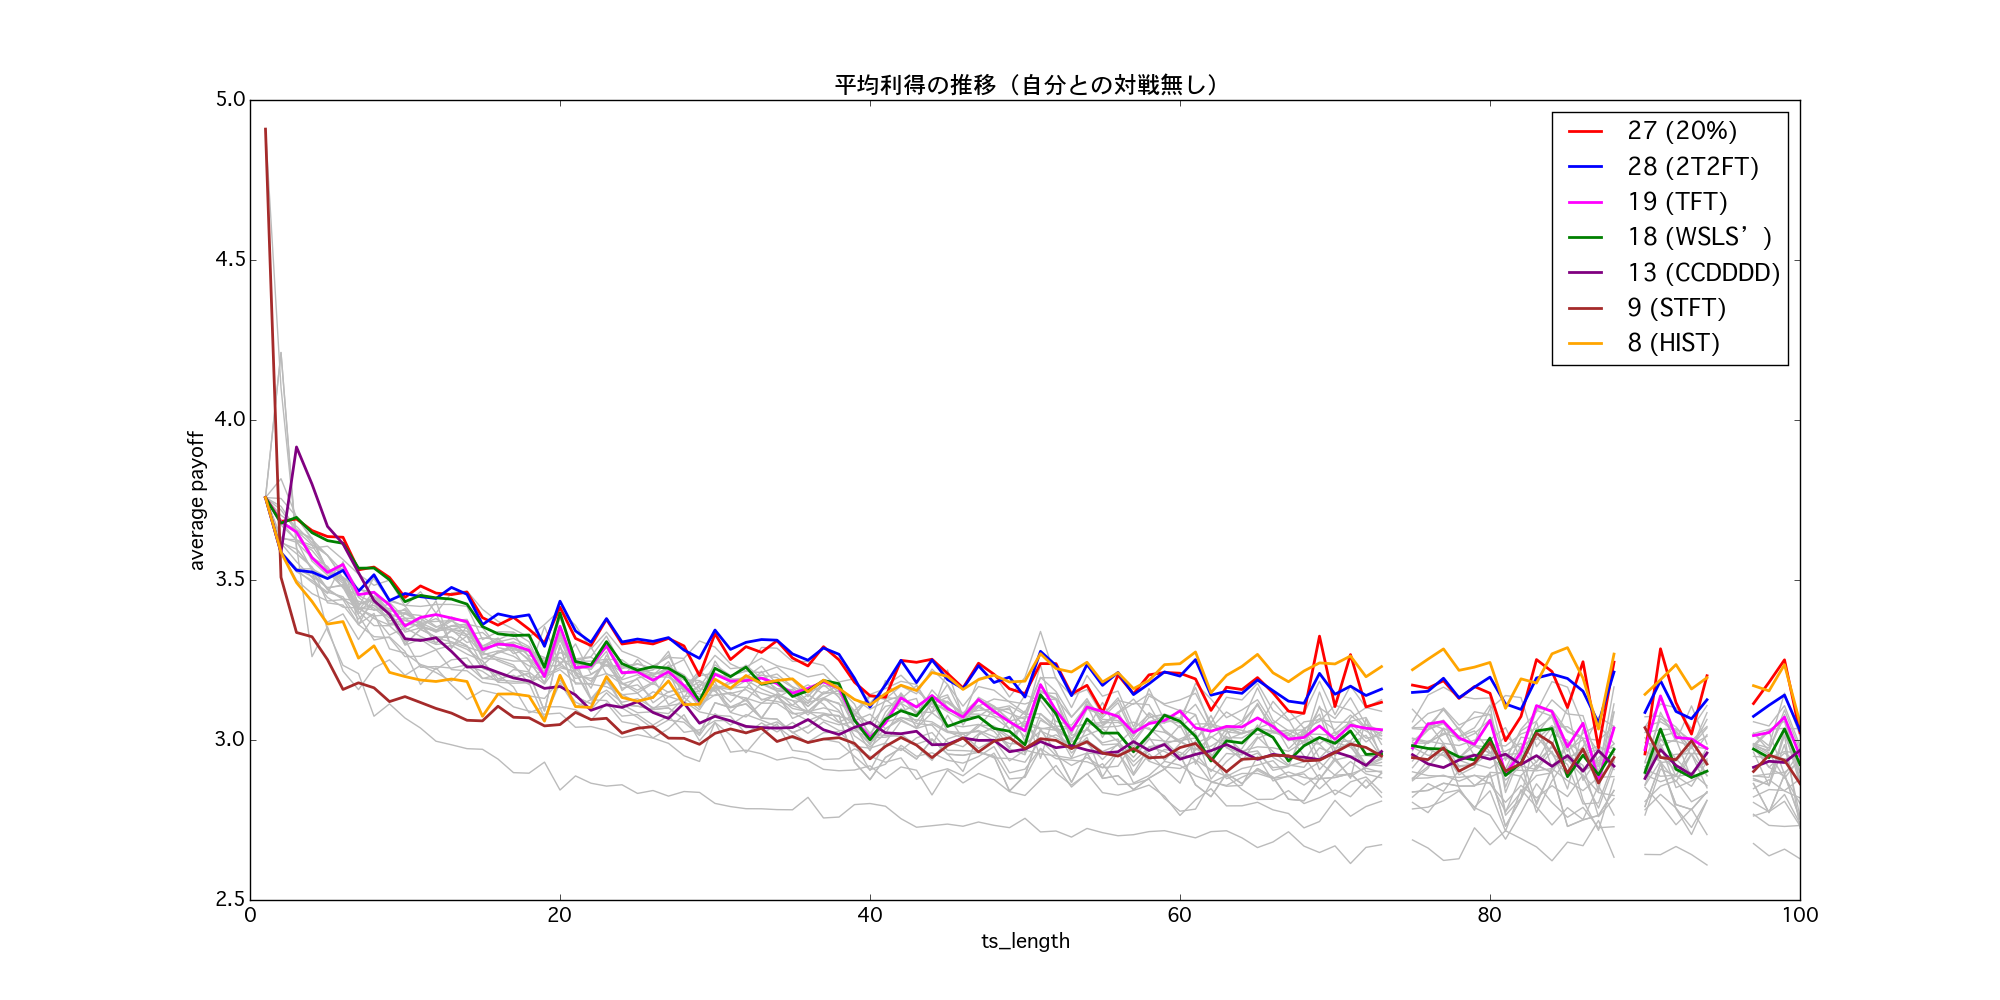 平均利得の推移（自分との対戦無し）
5.0
4.5
4.0
3.5
3.0
2.5
average payoff
27 (20%)
28 (2T2FT)
19 (TFT)
18 (WSLS’)
13 (CCDDDD)
9 (STFT)
8 (HIST)
0 20 40 60 80 100
ts_length